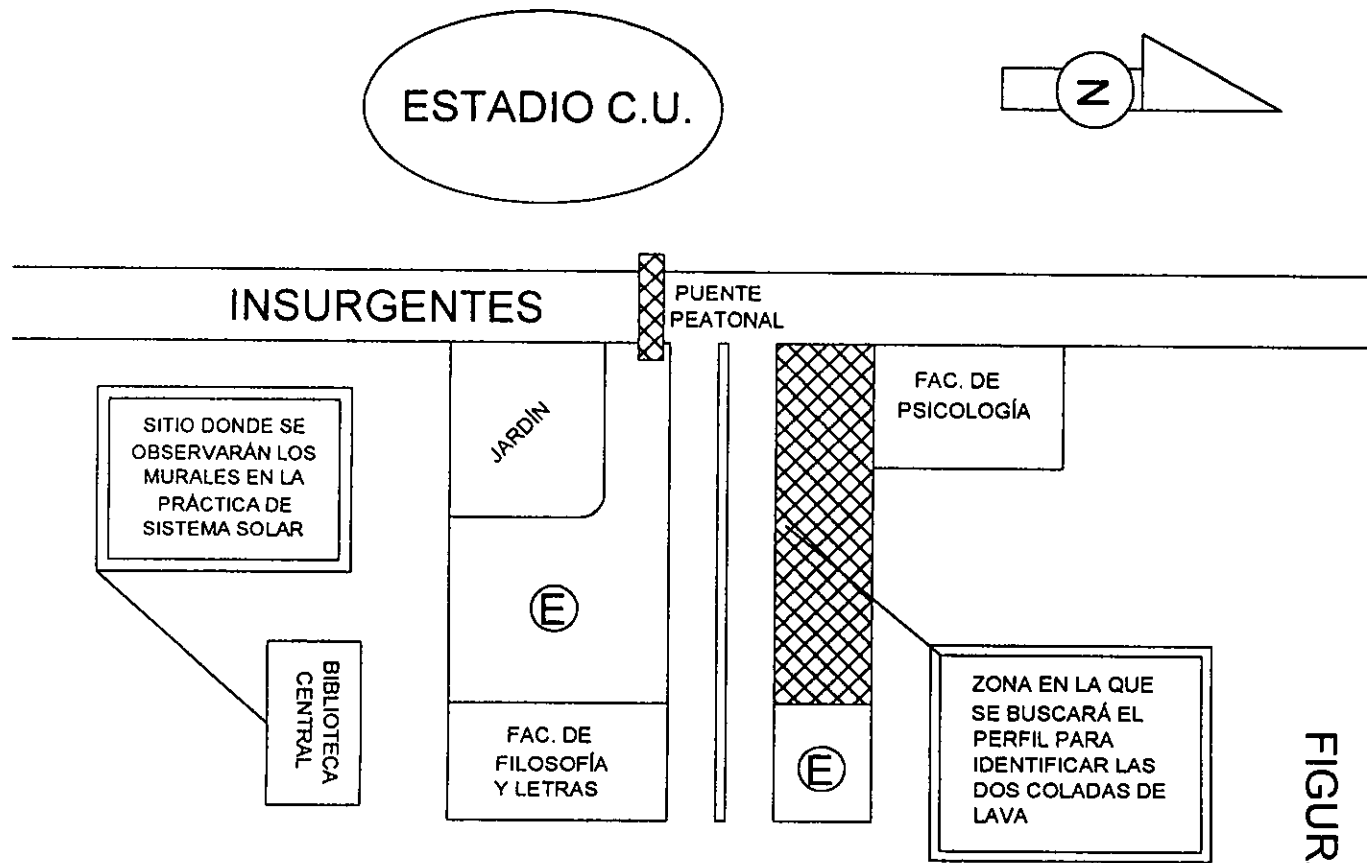 ESTADIO C.U.
N
INSURGENTES
PUENTE
PEATONAL
SITIO DONDE SE
OBSERVARÁN LOS
MURALES EN LA
PRÁCTICA DE
SISTEMA SOLAR
JARDÍN
FAC. DE
PSICOLOGÍA
E
BIBLIOTECA
CENTRAL
FAC. DE
FILOSOFÍA
Y LETRAS
E
ZONA EN LA QUE
SE BUSCARÁ EL
PERFIL PARA
IDENTIFICAR LAS
DOS COLADAS DE
LAVA
FIGUR